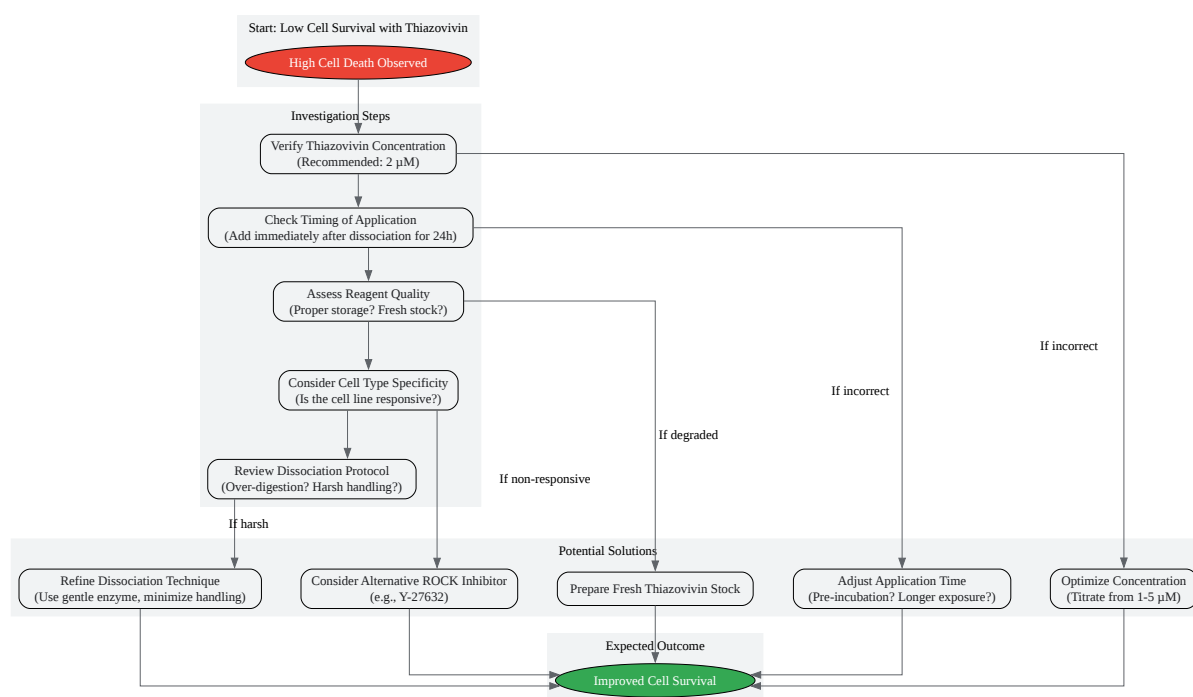 Start: Low Cell Survival with Thiazovivin
High Cell Death Observed
Investigation Steps
Verify Thiazovivin Concentration
(Recommended: 2 µM)
Check Timing of Application
(Add immediately after dissociation for 24h)
Assess Reagent Quality
(Proper storage? Fresh stock?)
If incorrect
Consider Cell Type Specificity
(Is the cell line responsive?)
If incorrect
If degraded
Review Dissociation Protocol
(Over-digestion? Harsh handling?)
If non-responsive
If harsh
Potential Solutions
Refine Dissociation Technique
(Use gentle enzyme, minimize handling)
Consider Alternative ROCK Inhibitor
(e.g., Y-27632)
Prepare Fresh Thiazovivin Stock
Adjust Application Time
(Pre-incubation? Longer exposure?)
Optimize Concentration
(Titrate from 1-5 µM)
Expected Outcome
Improved Cell Survival